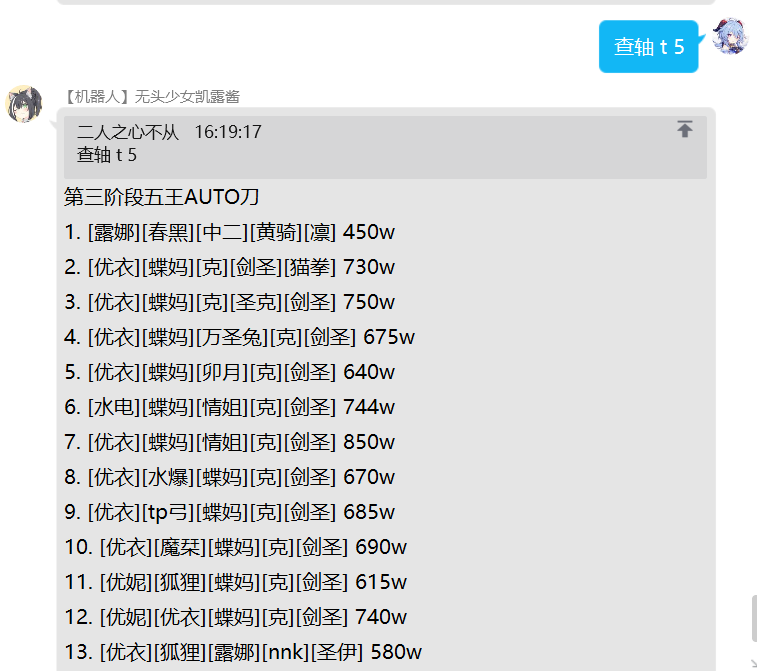 查轴 t 5
【机器人】无头少女凯露酱
二人之心不从 16:19:17
查轴 t 5
第三阶段五王AUTO刀
1. [露娜][春黑][中二][黄骑][凛] 450w
2. [优衣][蝶妈][克][剑圣][猫拳] 730w
3. [优衣][蝶妈][克][圣克][剑圣] 750w
4. [优衣][蝶妈][万圣兔][克][剑圣] 675w
5. [优衣][蝶妈][卯月][克][剑圣] 640w
6. [水电][蝶妈][情姐][克][剑圣] 744w
7. [优衣][蝶妈][情姐][克][剑圣] 850w
8. [优衣][水爆][蝶妈][克][剑圣] 670w
9. [优衣][tp弓][蝶妈][克][剑圣] 685w
10. [优衣][魔栞][蝶妈][克][剑圣] 690w
11. [优妮][狐狸][蝶妈][克][剑圣] 615w
12. [优妮][优衣][蝶妈][克][剑圣] 740w
13. [优衣][狐狸][露娜][nnk][圣伊] 580w